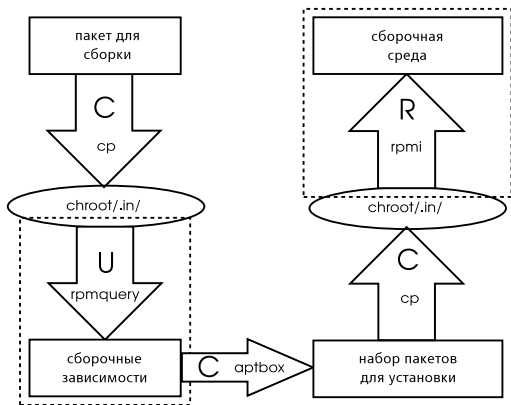 пакет для
сборки
C
cp
chroot/.in/
U
rpmquery
сборочные
зависимости
C aptbox
набор пакетов
для установки
C
cp
chroot/.in/
R
rpmi
сборочная
среда